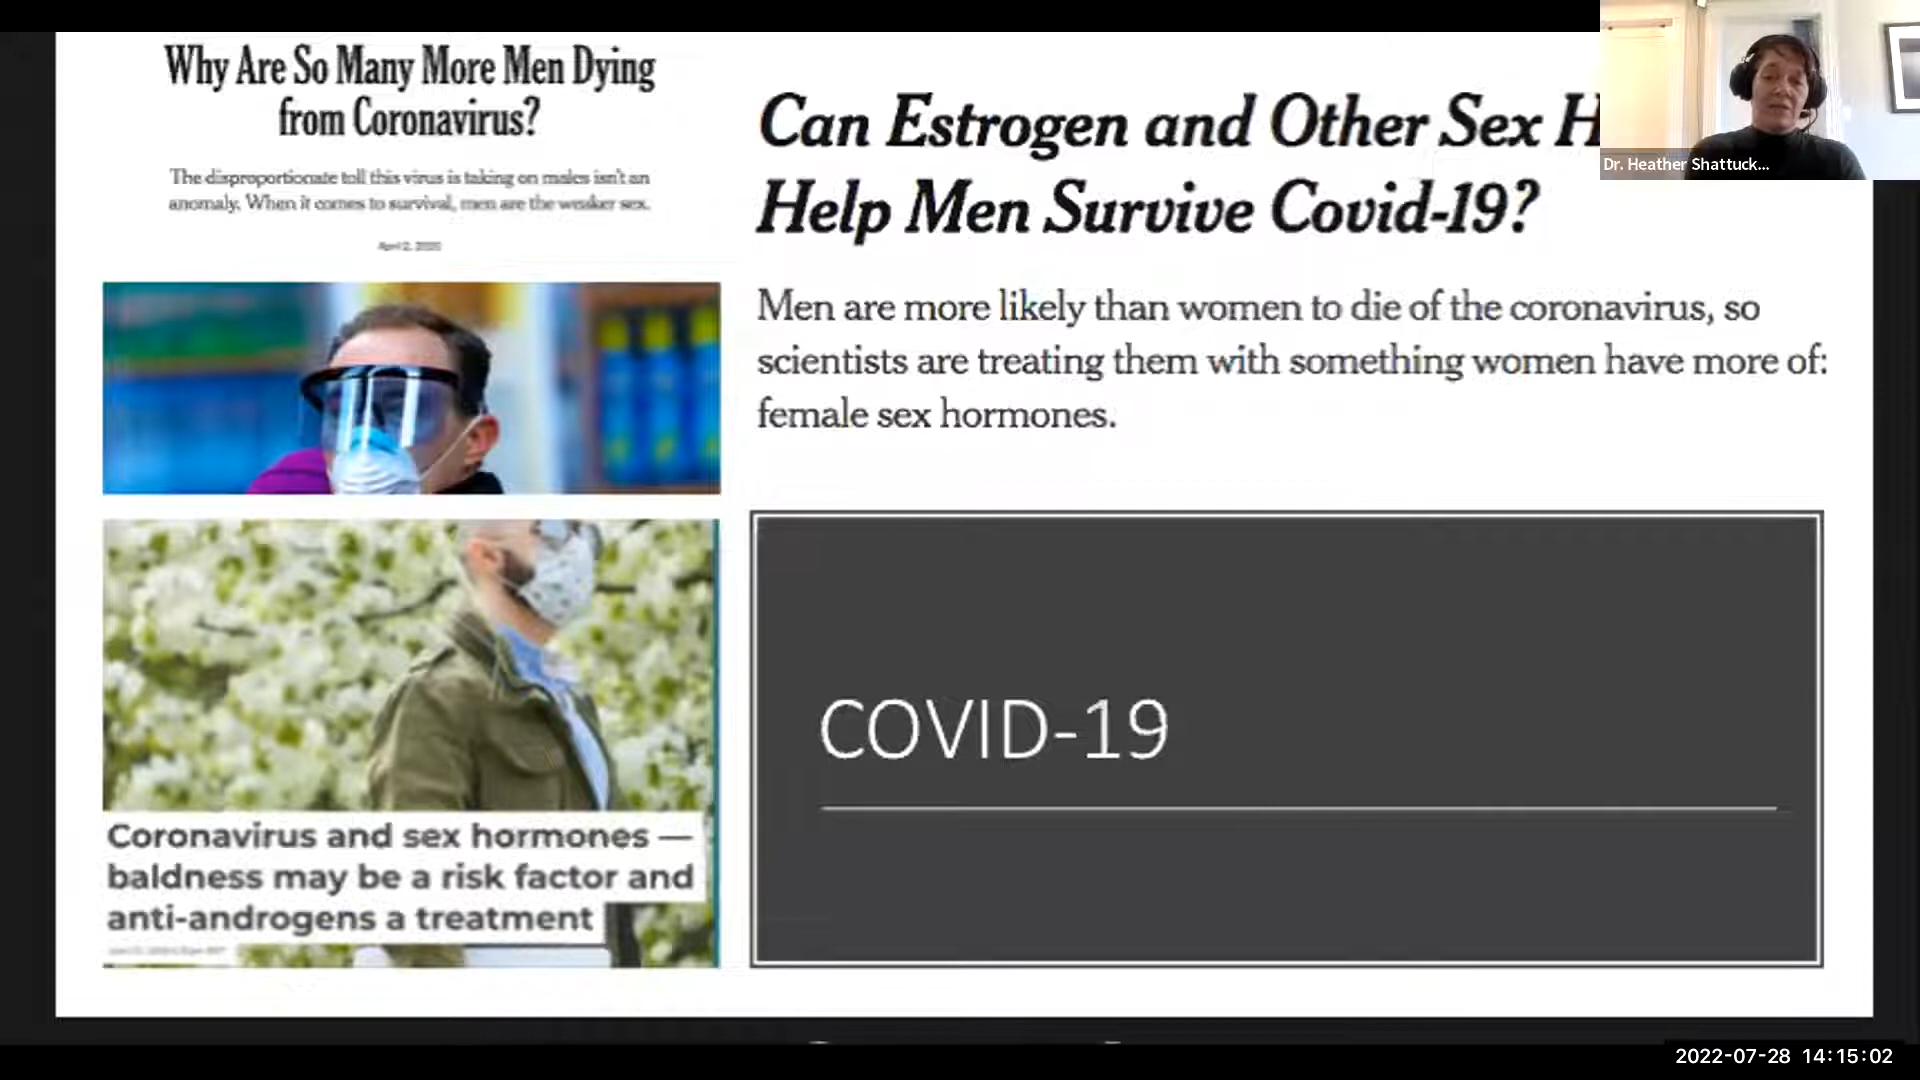 Why Are So Many More Men Dying
from Coronavirus?
The disproportionate toll this virus is taking on males isn't an
anomaly. When it comes to survival, men are the weaker sex.
April 2, 2020
Can Estrogen and Other Sex H
Help Men Survive Covid-19?
Men are more likely than women to die of the coronavirus, so
scientists are treating them with something women have more of:
female sex hormones.
Dr. Heather Shattuck...
COVID-19
Coronavirus and sex hormones —
baldness may be a risk factor and
anti-androgens a treatment
2022-07-28 14:15:02